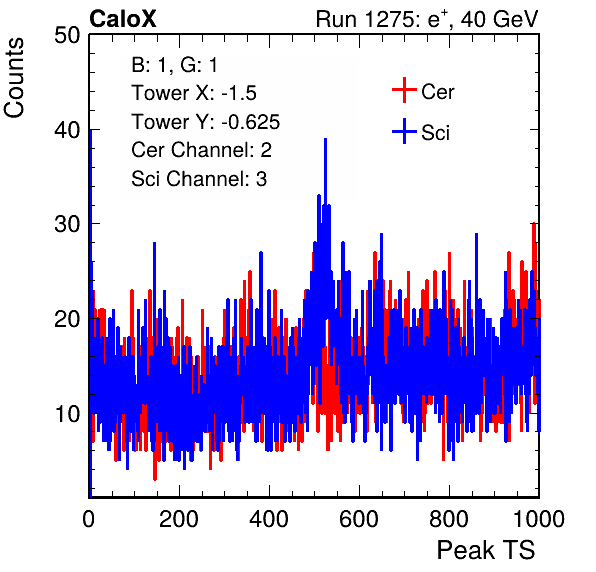 CaloX Run 1275: e⁺, 40 GeV
Counts
B: 1, G: 1
Tower X: -1.5
Tower Y: -0.625
Cer Channel: 2
Sci Channel: 3
Cer
Sci
50
40
30
20
10
0 200 400 600 800 1000
Peak TS